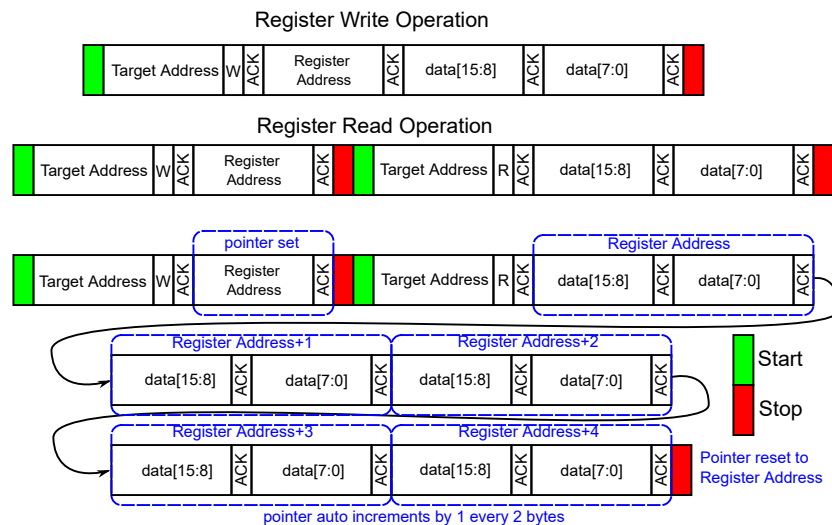 Register Write Operation
Target Address W ACK Register Address ACK data[15:8] ACK data[7:0] ACK
Register Read Operation
Target Address W ACK Register Address ACK Target Address R ACK data[15:8] ACK data[7:0] ACK
pointer set Register Address
Target Address W ACK Register Address ACK Target Address R ACK data[15:8] ACK data[7:0] ACK
Register Address+1 Register Address+2
data[15:8] ACK data[7:0] ACK data[15:8] ACK data[7:0] ACK
Start
Stop
Register Address+3 Register Address+4
data[15:8] ACK data[7:0] ACK data[15:8] ACK data[7:0] ACK
Pointer reset to
Register Address
pointer auto increments by 1 every 2 bytes